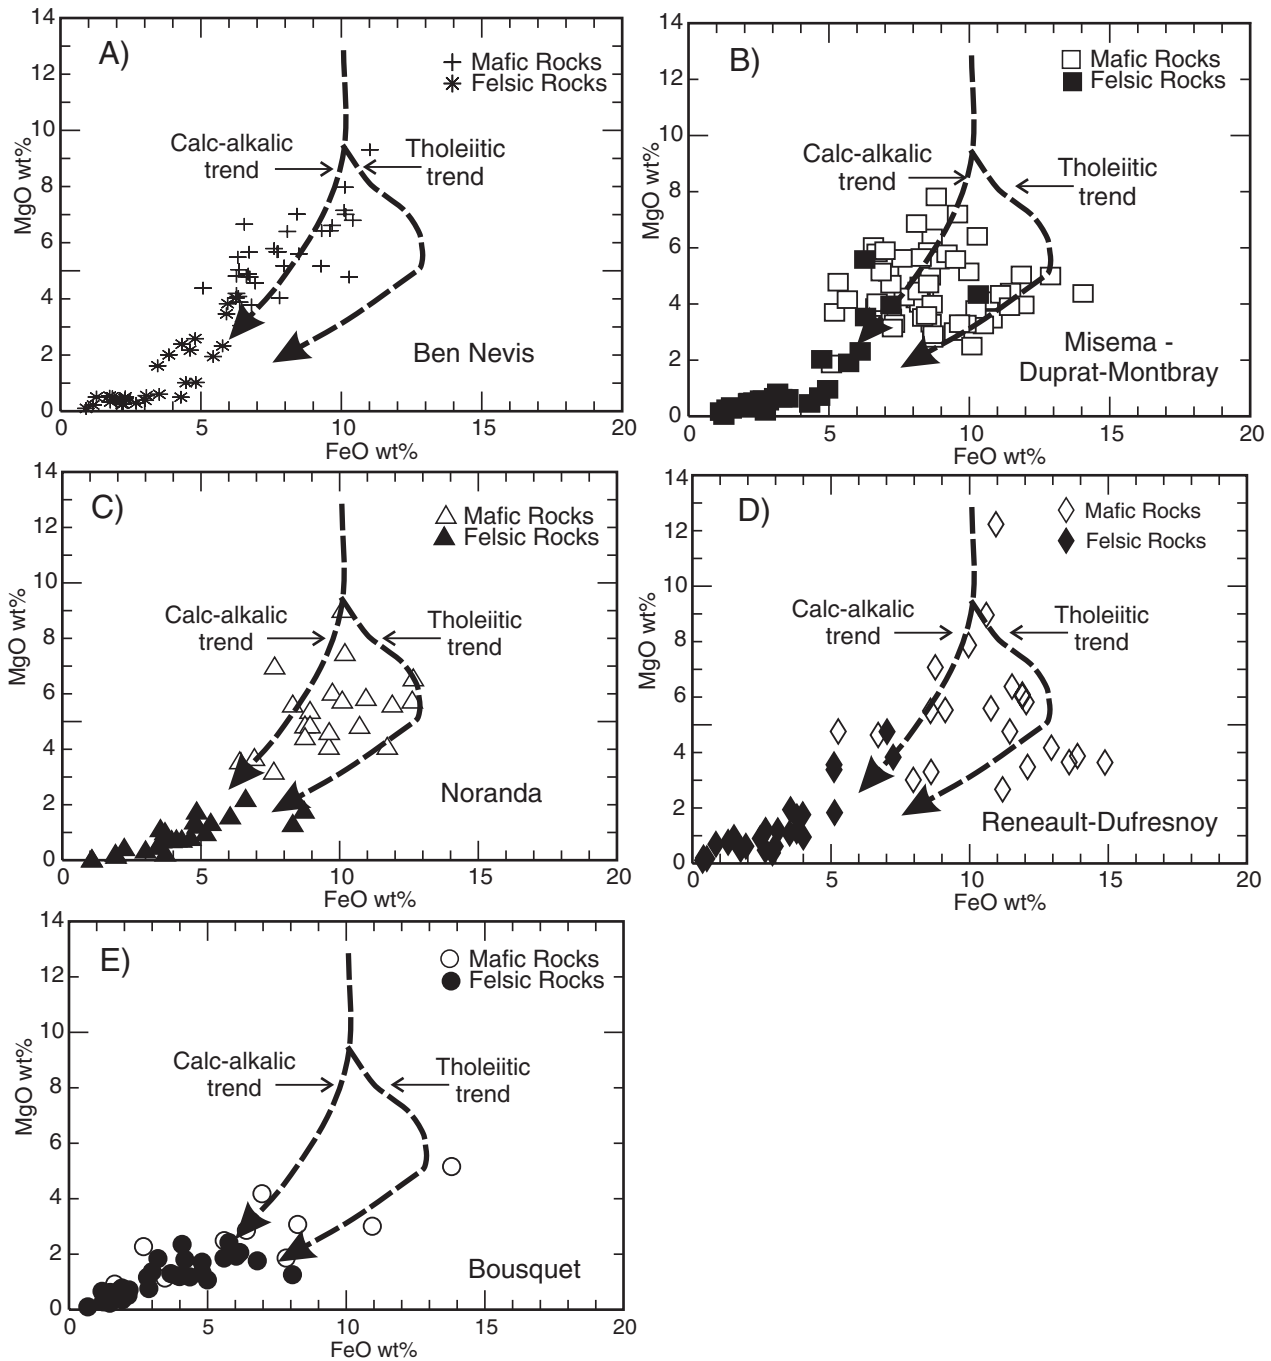 A)
Mafic Rocks
Felsic Rocks
Calc-alkalic
trend
Tholeiitic
trend
Ben Nevis
MgO wt%
14
12
10
8
6
4
2
0
0 5 10 15 20
FeO wt%
B)
Mafic Rocks
Felsic Rocks
Calc-alkalic
trend
Tholeiitic
trend
Misema -
Duprat-Montbray
MgO wt%
14
12
10
8
6
4
2
0
0 5 10 15 20
FeO wt%
C)
Mafic Rocks
Felsic Rocks
Calc-alkalic
trend
Tholeiitic
trend
Noranda
MgO wt%
14
12
10
8
6
4
2
0
0 5 10 15 20
FeO wt%
D)
Mafic Rocks
Felsic Rocks
Calc-alkalic
trend
Tholeiitic
trend
Reneault-Dufresnoy
MgO wt%
14
12
10
8
6
4
2
0
0 5 10 15 20
FeO wt%
E)
Mafic Rocks
Felsic Rocks
Calc-alkalic
trend
Tholeiitic
trend
Bousquet
MgO wt%
14
12
10
8
6
4
2
0
0 5 10 15 20
FeO wt%